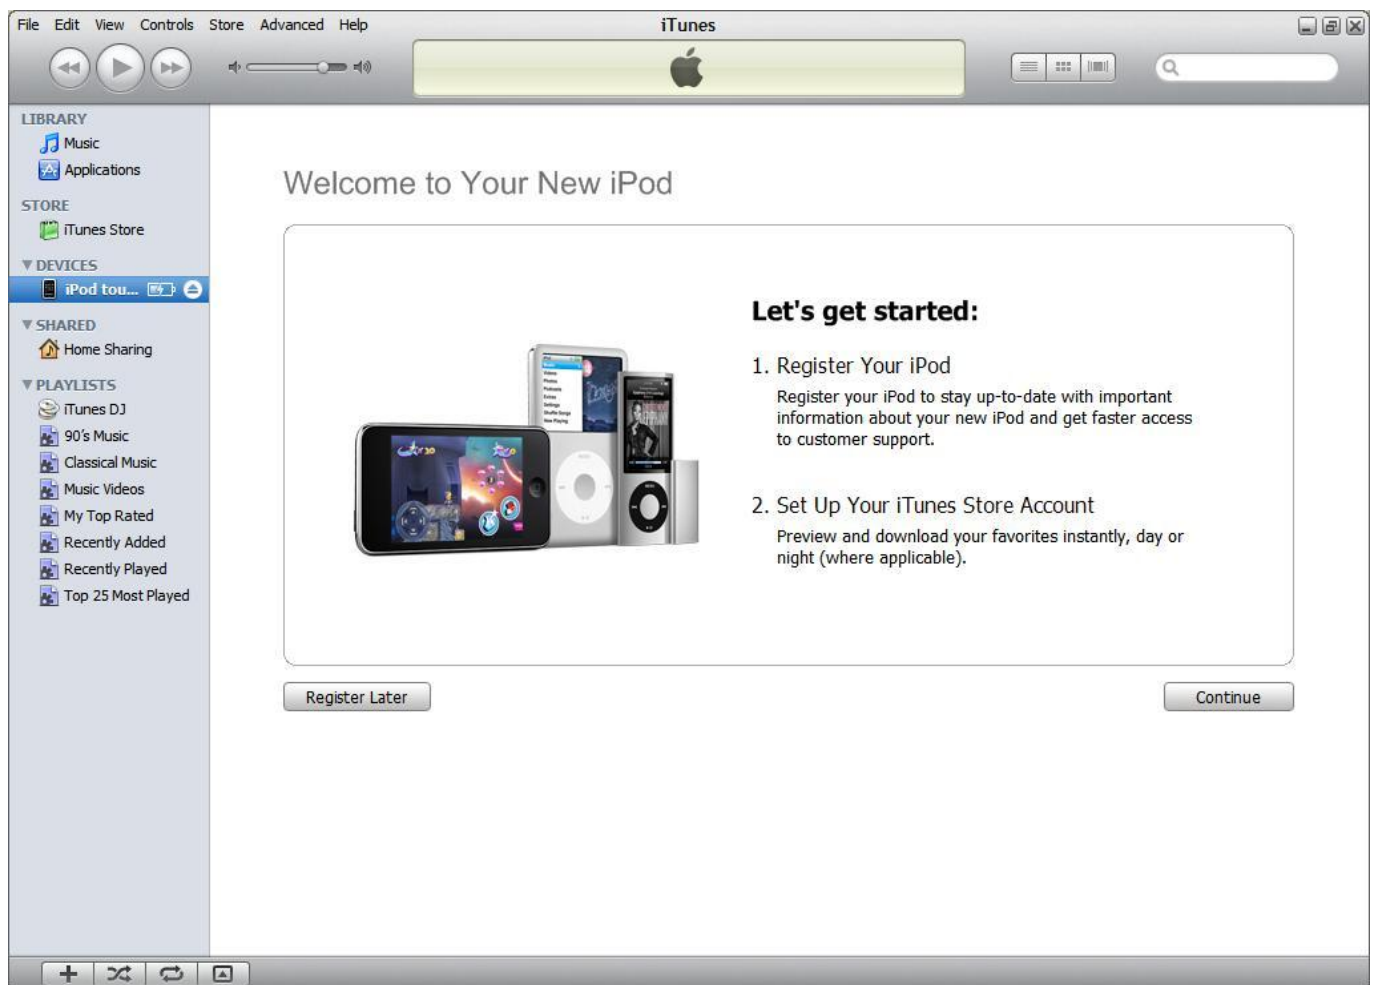 File Edit View Controls Store Advanced Help
iTunes
LIBRARY
Music
Applications
STORE
iTunes Store
DEVICES
iPod tou...
SHARED
Home Sharing
PLAYLISTS
iTunes DJ
90's Music
Classical Music
Music Videos
My Top Rated
Recently Added
Recently Played
Top 25 Most Played
Welcome to Your New iPod
Let's get started:
1. Register Your iPod
Register your iPod to stay up-to-date with important
information about your new iPod and get faster access
to customer support.
2. Set Up Your iTunes Store Account
Preview and download your favorites instantly, day or
night (where applicable).
Register Later
Continue